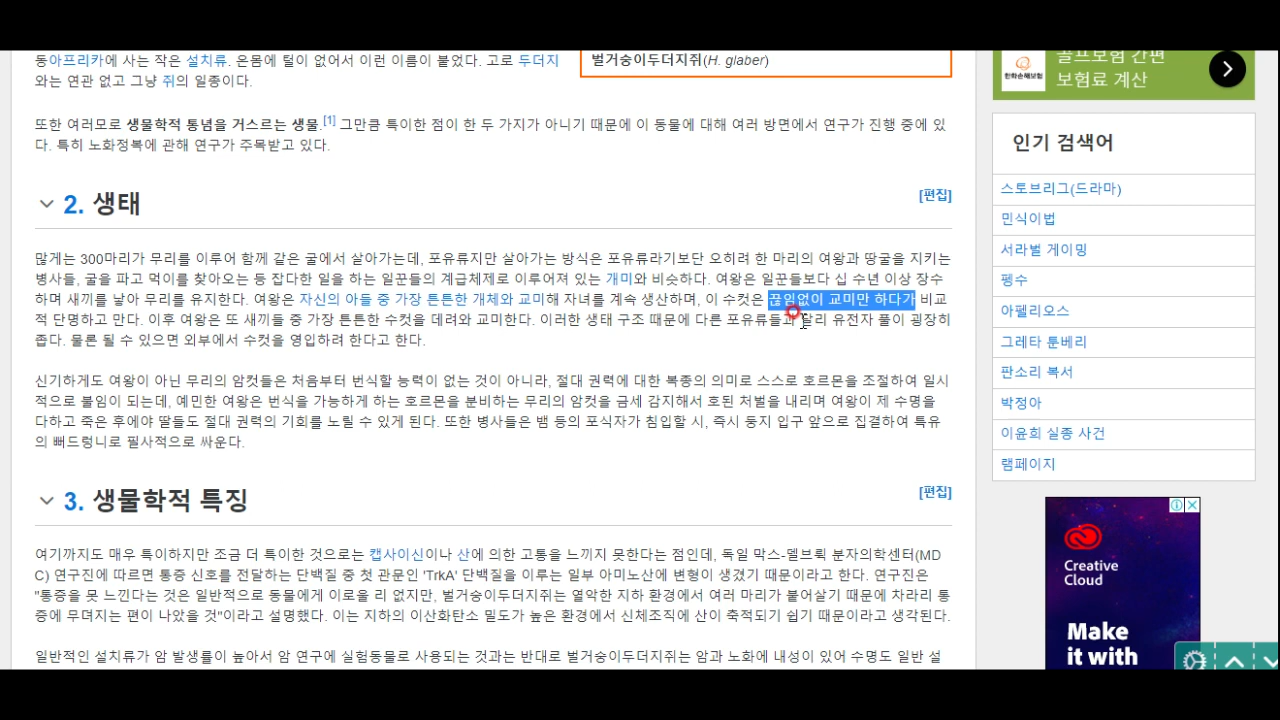 동아프리카에 사는 작은 설치류. 온몸에 털이 없어서 이런 이름이 붙었다. 고로 두더지
와는 연관 없고 그냥 쥐의 일종이다.
벌거숭이두더지쥐(H. glaber)
또한 여러모로 생물학적 통념을 거스르는 생물.[1] 그만큼 특이한 점이 한 두 가지가 아니기 때문에 이 동물에 대해 여러 방면에서 연구가 진행 중에 있
다. 특히 노화정복에 관해 연구가 주목받고 있다.
2. 생태
[편집]
많게는 300마리가 무리를 이루어 함께 같은 굴에서 살아가는데, 포유류지만 살아가는 방식은 포유류라기보단 오히려 한 마리의 여왕과 땅굴을 지키는
병사들, 굴을 파고 먹이를 찾아오는 등 잡다한 일을 하는 일꾼들의 계급체제로 이루어져 있는 개미와 비슷하다. 여왕은 일꾼들보다 십 수년 이상 장수
하며 새끼를 낳아 무리를 유지한다. 여왕은 자신의 아들 중 가장 튼튼한 개체와 교미해 자녀를 계속 생산하며, 이 수컷은 끊임없이 교미만 하다가 비교
적 단명하고 만다. 이후 여왕은 또 새끼들 중 가장 튼튼한 수컷을 데려와 교미한다. 이러한 생태 구조 때문에 다른 포유류들과 달리 유전자 풀이 굉장히
좁다. 물론 될 수 있으면 외부에서 수컷을 영입하려 한다고 한다.
신기하게도 여왕이 아닌 무리의 암컷들은 처음부터 번식할 능력이 없는 것이 아니라, 절대 권력에 대한 복종의 의미로 스스로 호르몬을 조절하여 일시
적으로 불임이 되는데, 예민한 여왕은 번식을 가능하게 하는 호르몬을 분비하는 무리의 암컷을 금세 감지해서 호된 처벌을 내리며 여왕이 제 수명을
다하고 죽은 후에야 딸들도 절대 권력의 기회를 노릴 수 있게 된다. 또한 병사들은 뱀 등의 포식자가 침입할 시, 즉시 둥지 입구 앞으로 집결하여 특유
의 뻐드렁니로 필사적으로 싸운다.
3. 생물학적 특징
[편집]
여기까지도 매우 특이하지만 조금 더 특이한 것으로는 캡사이신이나 산에 의한 고통을 느끼지 못한다는 점인데, 독일 막스-델브뤽 분자의학센터(MD
C) 연구진에 따르면 통증 신호를 전달하는 단백질 중 첫 관문인 'TrkA' 단백질을 이루는 일부 아미노산에 변형이 생겼기 때문이라고 한다. 연구진은
"통증을 못 느낀다는 것은 일반적으로 동물에게 이로울 리 없지만, 벌거숭이두더지쥐는 열악한 지하 환경에서 여러 마리가 붙어살기 때문에 차라리 통
증에 무뎌지는 편이 나았을 것"이라고 설명했다. 이는 지하의 이산화탄소 밀도가 높은 환경에서 신체조직에 산이 축적되기 쉽기 때문이라고 생각된다.
일반적인 설치류가 암 발생률이 높아서 암 연구에 실험동물로 사용되는 것과는 반대로 벌거숭이두더지쥐는 암과 노화에 내성이 있어 수명도 일반 설
한화손해보험
골프보험 간편
보험료 계산
인기 검색어
스토브리그(드라마)
민식이법
서라벌 게이밍
펭수
아펠리오스
그레타 툰베리
판소리 복서
박정아
이윤희 실종 사건
램페이지
Creative
Cloud
Make
it with